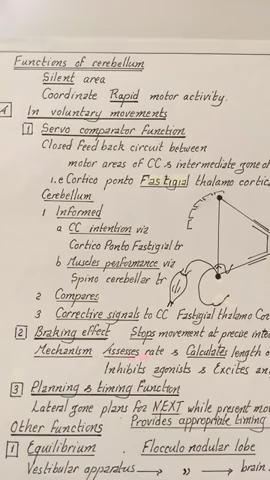 Functions of cerebellum
Silent area
Coordinate Rapid motor activity.
A In voluntary movements
1 Servo comparator Function
Closed feed back circuit between
motor areas of CC & intermediate zone of
i.e Cortico ponto Fastigial thalamo cortica
Cerebellum
1 Informed
a CC intention viz
Cortico Ponto Fastigial tr
b Muscles performance viz
Spino cerebellar tr
2 Compares
3 Corrective signals to CC Fastigial thalamo Cor
2 Braking effect Stops movement at precise inte
Mechanism Assesses rate & Calculates length o
Inhibits agonists & Excites an
3 Planning & timing Function
Lateral zone plans for NEXT while present mo
Other functions Provides appropriate timing
1 Equilibrium. Flocculo nodular lobe
Vestibular apparatus → " → brain